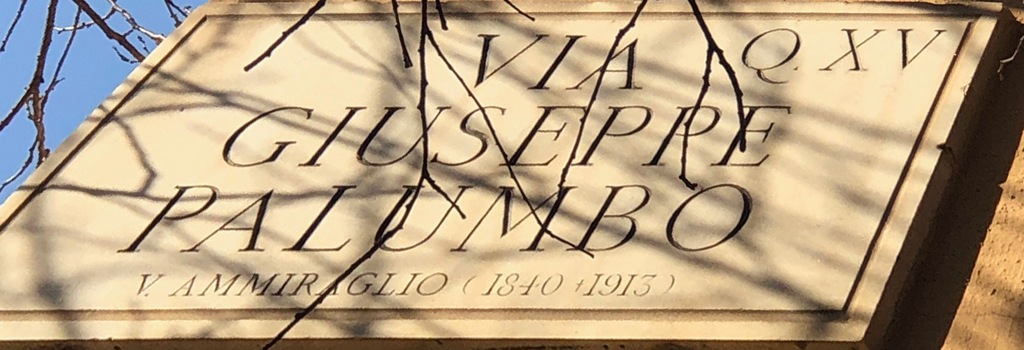 VIA Q. XV
GIUSEPPE
PALUMBO
V. AMMIRAGLIO (1840 +1913)